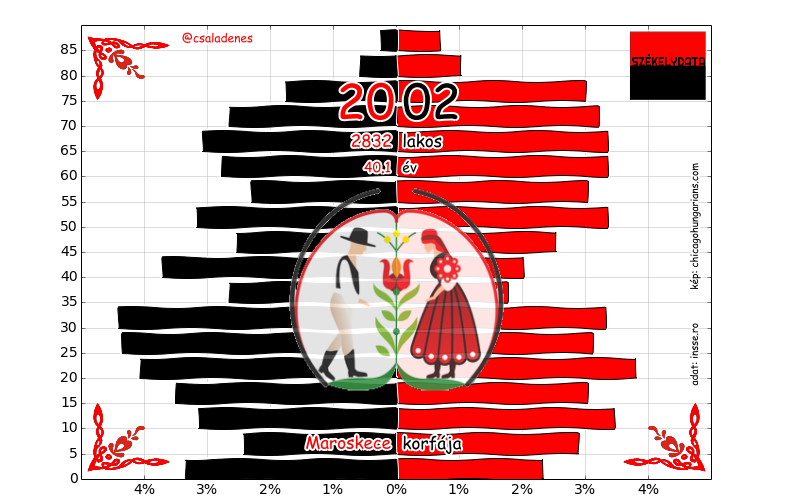 @csaladenes
SZÉKELYDATA
2002
2832 lakos
40.1 év
kép: chicagohungarians.com
adat: insse.ro
Maroskece korfája
85
80
75
70
65
60
55
50
45
40
35
30
25
20
15
10
5
0
4% 3% 2% 1% 0% 1% 2% 3% 4%